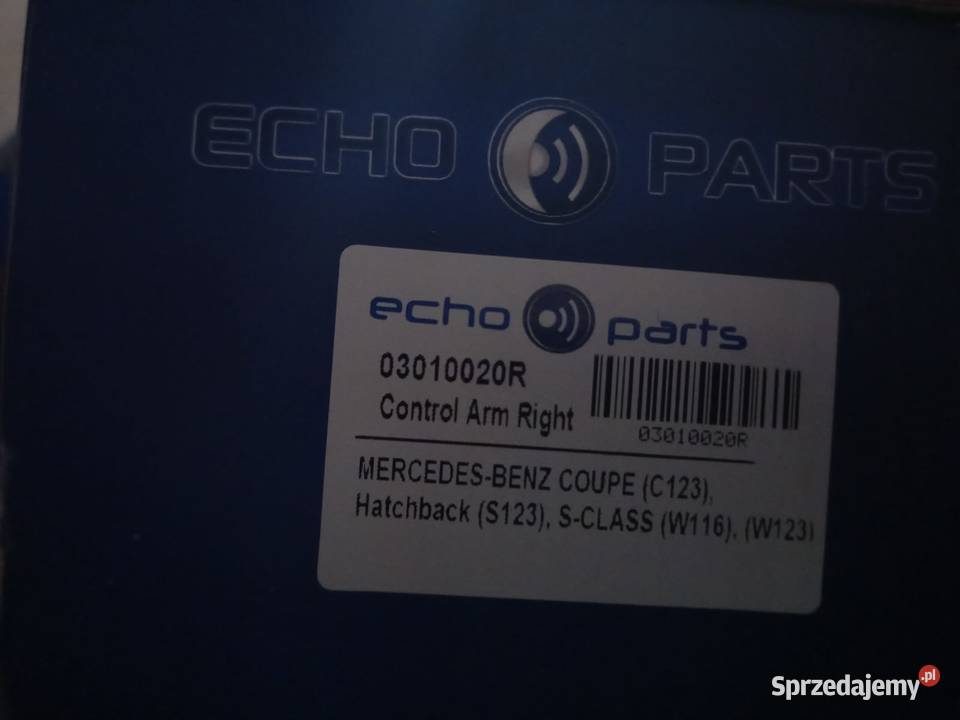 ECHO PARTS
echo parts
03010020R
Control Arm Right
03010020R
MERCEDES-BENZ COUPE (C123),
Hatchback (S123), S-CLASS (W116), (W123)
Sprzedajemy.pl